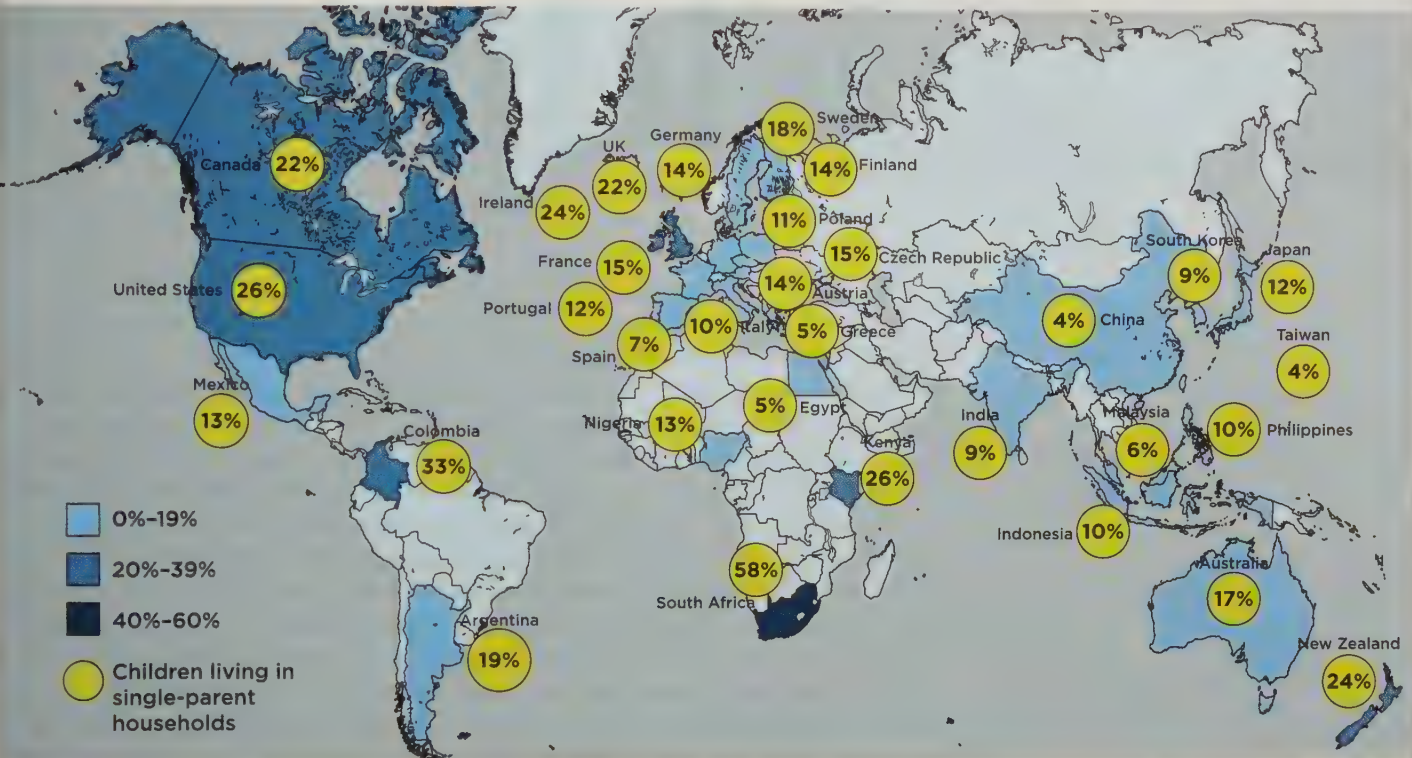 Sweden
18%
Germany
14%
UK
22%
Finland
14%
Canada
22%
Ireland
24%
Poland
11%
South Korea
9%
Japan
12%
France
15%
Czech Republic
15%
United States
26%
Portugal
12%
Austria
14%
Italy
10%
Greece
5%
China
4%
Spain
7%
Taiwan
4%
Mexico
13%
Egypt
5%
Nigeria
13%
India
9%
Malaysia
6%
Philippines
10%
Colombia
33%
Kenya
26%
Indonesia
10%
South Africa
58%
Australia
17%
Argentina
19%
New Zealand
24%
0%–19%
20%–39%
40%–60%
Children living in
single-parent
households